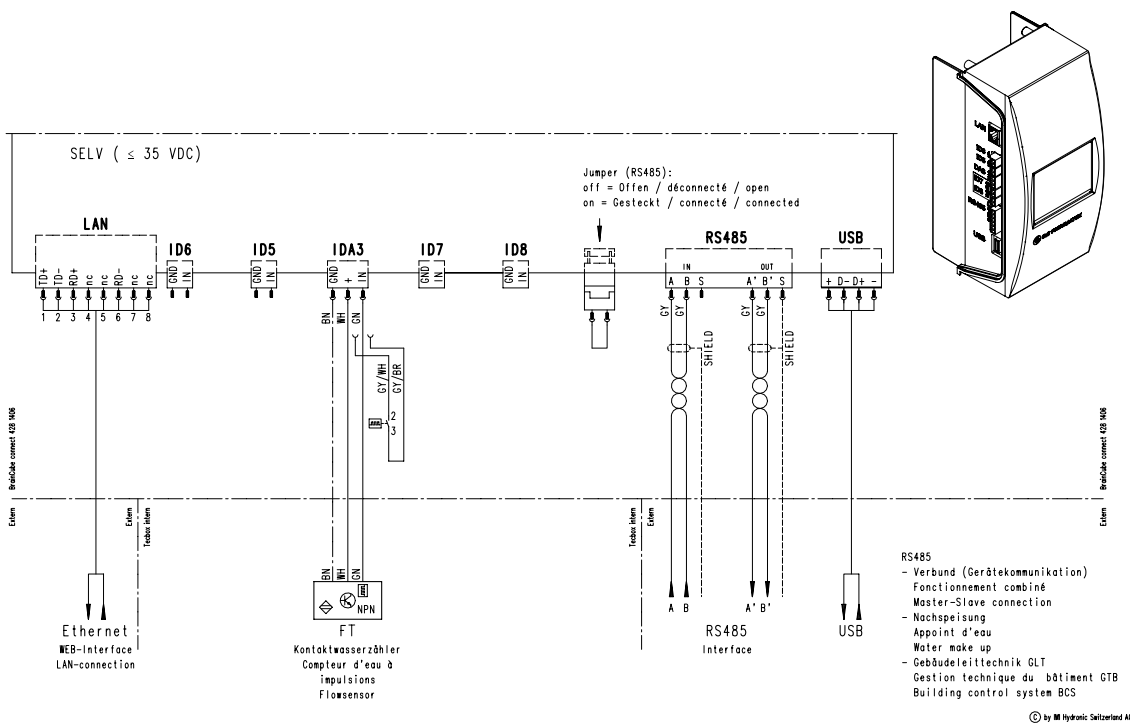 SELV ( ≤ 35 VDC)
Jumper (RS485):
off = Offen / déconnecté / open
on = Gesteckt / connecté / connected
LAN
ID6
ID5
IDA3
ID7
ID8
RS485
USB
IN
OUT
TD+
TD-
RD+
nc
nc
RD-
nc
nc
GND
IN
GND
IN
GND
+
IN
GND
IN
GND
IN
A B S
A' B' S
+ D- D+ -
1 2 3 4 5 6 7 8
BN
WH
GN
GY
GY
GY
GY
SHIELD
SHIELD
GY/WH
GY/BR
2
3
BrainCube connect 428 1406
BrainCube connect 428 1406
Extern
Extern
Tecbox intern
Tecbox intern
Extern
Extern
BN
WH
GN
NPN
A B
A' B'
Ethernet
WEB-Interface
LAN-connection
FT
Kontaktwasserzähler
Compteur d'eau à
impulsions
Flowsensor
RS485
Interface
USB
RS485
- Verbund (Gerätekommunikation)
Fonctionnement combiné
Master-Slave connection
- Nachspeisung
Appoint d'eau
Water make up
- Gebäudeleittechnik GLT
Gestion technique du bâtiment GTB
Building control system BCS
© by IMI Hydronic Switzerland AG
LAN
USB